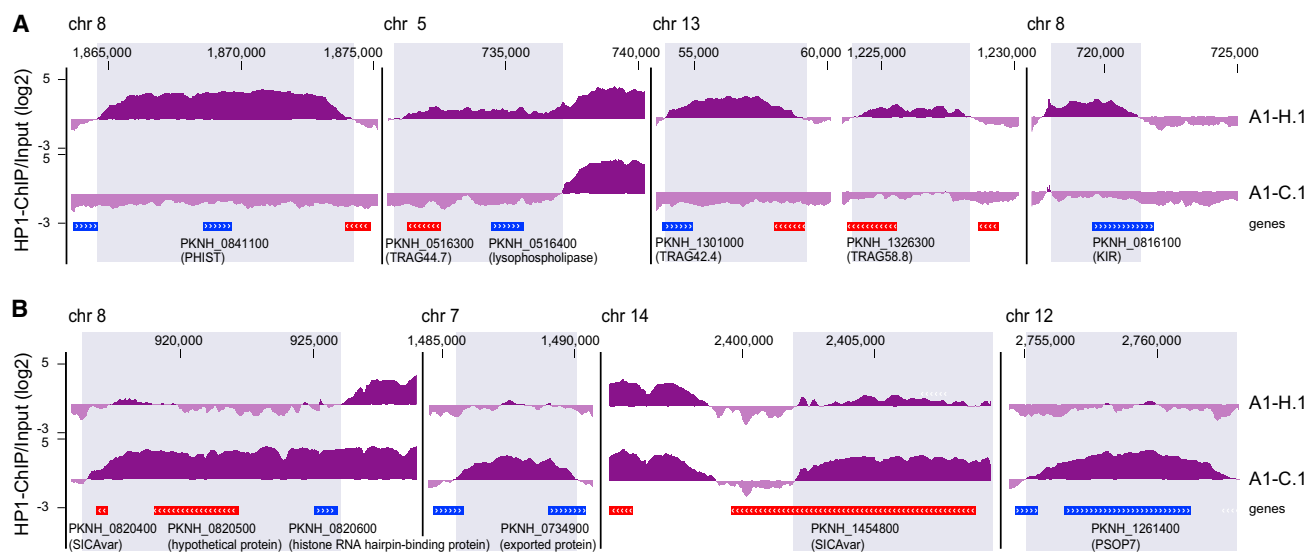 A
chr 8
chr 5
chr 13
chr 8
1,865,000 1,870,000 1,875,000 735,000 740,000 55,000 60,000 1,225,000 1,230,000 720,000 725,000
HP1-ChIP/Input (log2)
5
-3
5
-3
A1-H.1
A1-C.1
genes
PKNH_0841100
(PHIST)
PKNH_0516300
(TRAG44.7)
PKNH_0516400
(lysophospholipase)
PKNH_1301000
(TRAG42.4)
PKNH_1326300
(TRAG58.8)
PKNH_0816100
(KIR)
B
chr 8
chr 7
chr 14
chr 12
920,000 925,000 1,485,000 1,490,000 2,400,000 2,405,000 2,755,000 2,760,000
HP1-ChIP/Input (log2)
5
-3
5
-3
A1-H.1
A1-C.1
genes
PKNH_0820400
(SICAvar)
PKNH_0820500
(hypothetical protein)
PKNH_0820600
(histone RNA hairpin-binding protein)
PKNH_0734900
(exported protein)
PKNH_1454800
(SICAvar)
PKNH_1261400
(PSOP7)